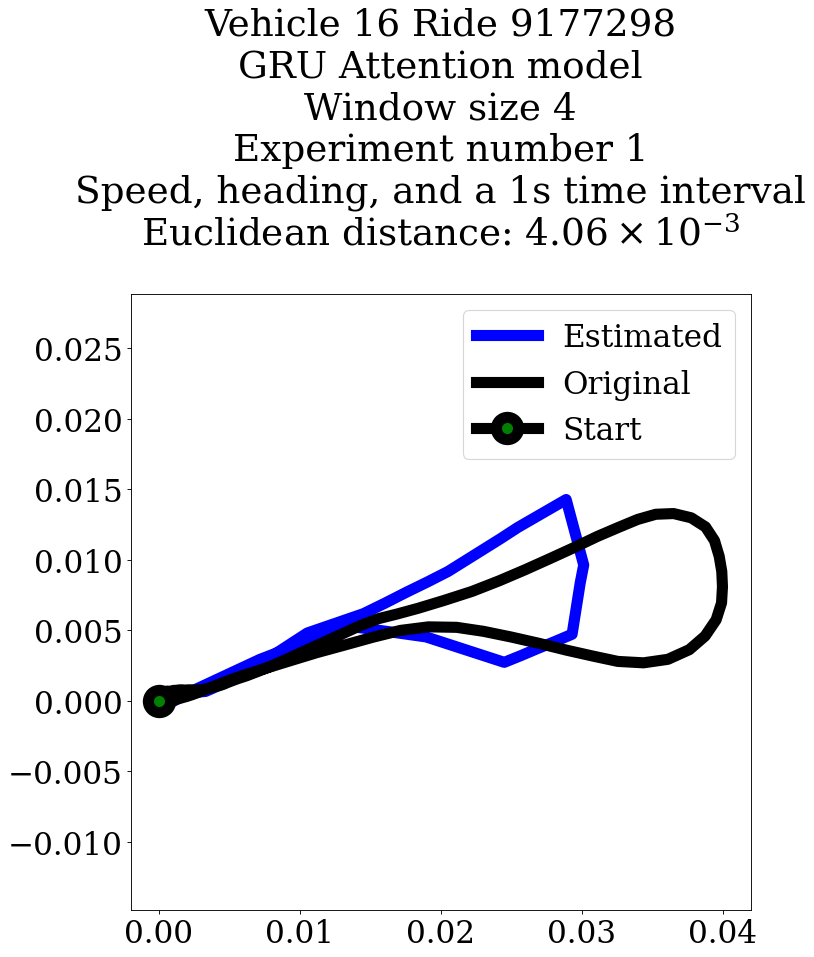 Vehicle 16 Ride 9177298
GRU Attention model
Window size 4
Experiment number 1
Speed, heading, and a 1s time interval
Euclidean distance: 4.06 × 10⁻³
Estimated
Original
Start
0.025
0.020
0.015
0.010
0.005
0.000
−0.005
−0.010
0.00 0.01 0.02 0.03 0.04